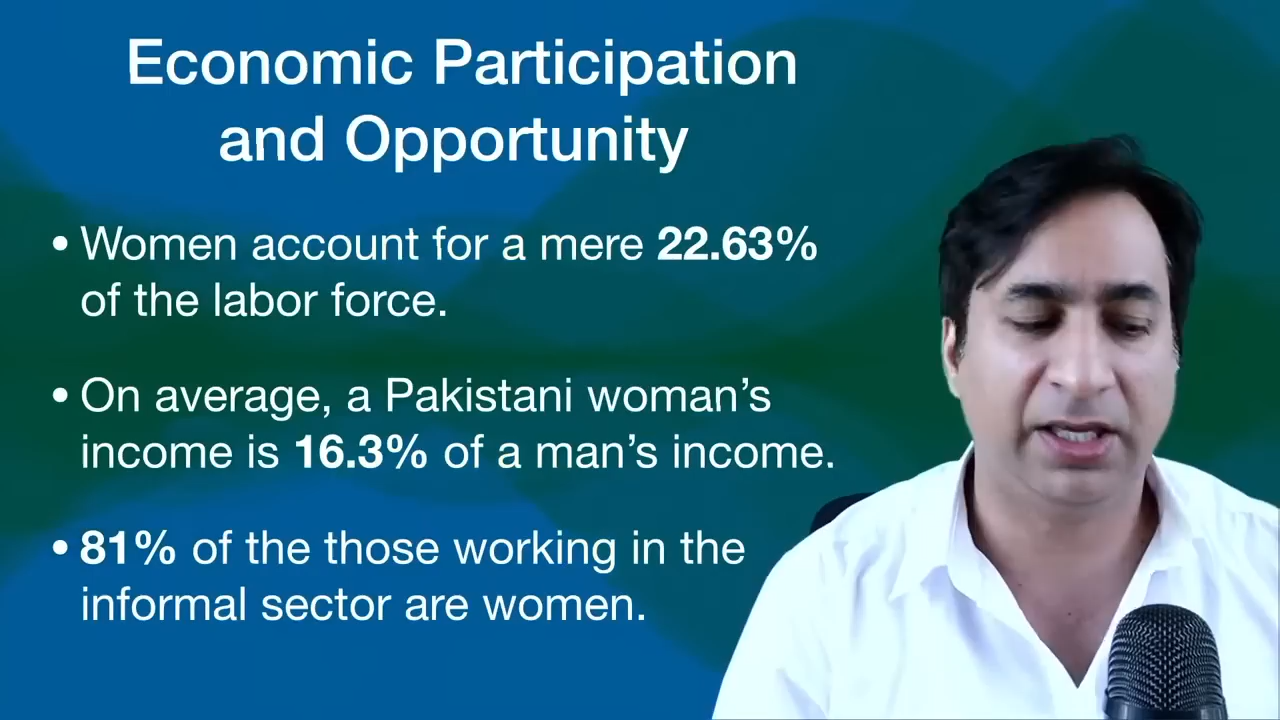 Economic Participation
and Opportunity
• Women account for a mere 22.63%
of the labor force.
• On average, a Pakistani woman’s
income is 16.3% of a man’s income.
• 81% of the those working in the
informal sector are women.